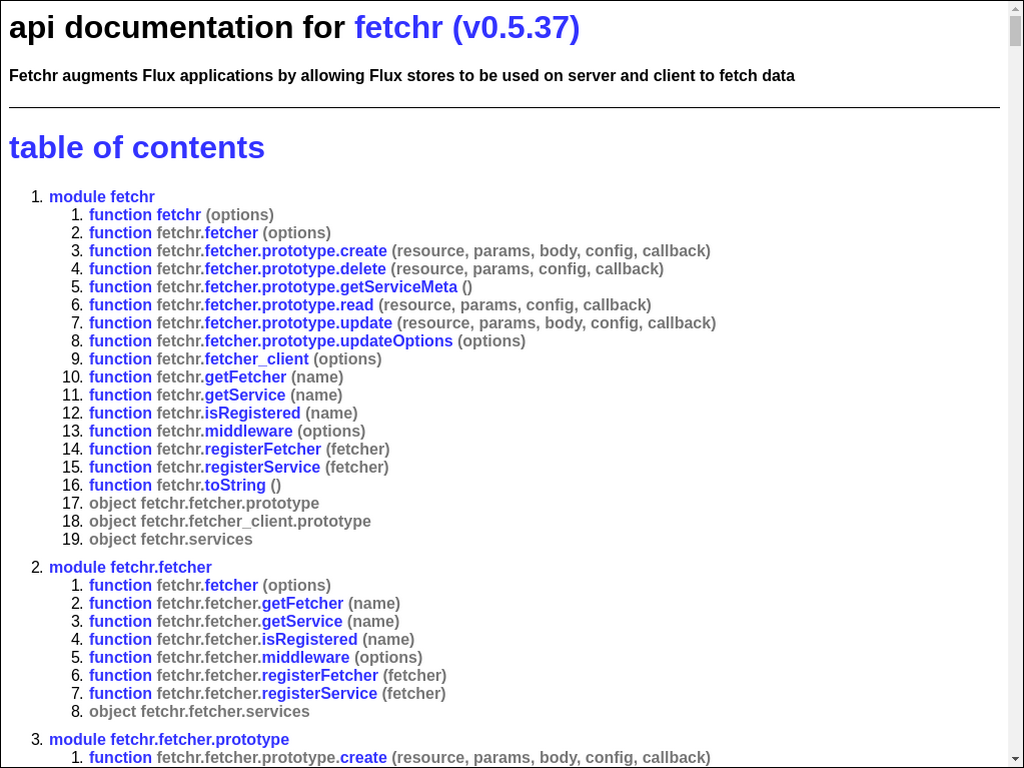 api documentation for fetchr (v0.5.37)
Fetchr augments Flux applications by allowing Flux stores to be used on server and client to fetch data
table of contents
1. module fetchr
1. function fetchr (options)
2. function fetchr.fetcher (options)
3. function fetchr.fetcher.prototype.create (resource, params, body, config, callback)
4. function fetchr.fetcher.prototype.delete (resource, params, config, callback)
5. function fetchr.fetcher.prototype.getServiceMeta ()
6. function fetchr.fetcher.prototype.read (resource, params, config, callback)
7. function fetchr.fetcher.prototype.update (resource, params, body, config, callback)
8. function fetchr.fetcher.prototype.updateOptions (options)
9. function fetchr.fetcher_client (options)
10. function fetchr.getFetcher (name)
11. function fetchr.getService (name)
12. function fetchr.isRegistered (name)
13. function fetchr.middleware (options)
14. function fetchr.registerFetcher (fetcher)
15. function fetchr.registerService (fetcher)
16. function fetchr.toString ()
17. object fetchr.fetcher.prototype
18. object fetchr.fetcher_client.prototype
19. object fetchr.services
2. module fetchr.fetcher
1. function fetchr.fetcher (options)
2. function fetchr.fetcher.getFetcher (name)
3. function fetchr.fetcher.getService (name)
4. function fetchr.fetcher.isRegistered (name)
5. function fetchr.fetcher.middleware (options)
6. function fetchr.fetcher.registerFetcher (fetcher)
7. function fetchr.fetcher.registerService (fetcher)
8. object fetchr.fetcher.services
3. module fetchr.fetcher.prototype
1. function fetchr.fetcher.prototype.create (resource, params, body, config, callback)